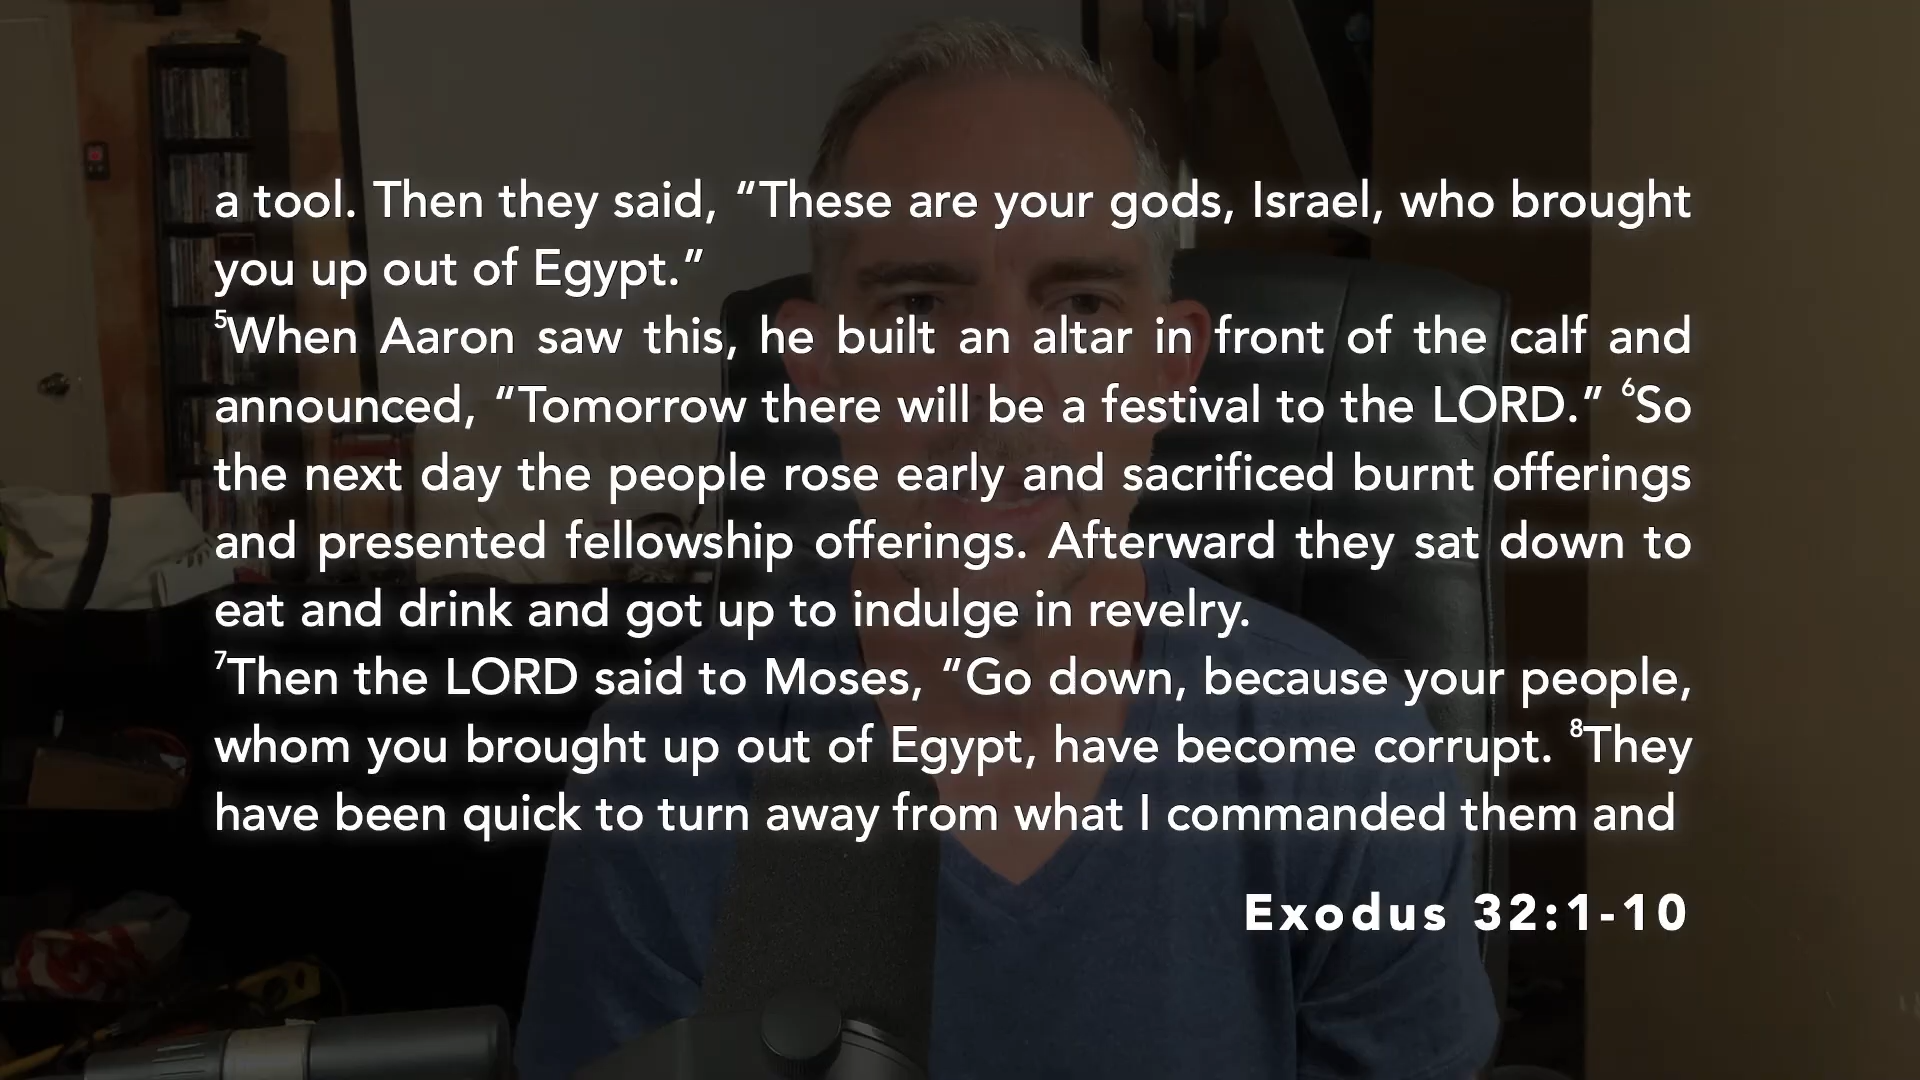 a tool. Then they said, “These are your gods, Israel, who brought
you up out of Egypt.”
⁵When Aaron saw this, he built an altar in front of the calf and
announced, “Tomorrow there will be a festival to the LORD.” ⁶So
the next day the people rose early and sacrificed burnt offerings
and presented fellowship offerings. Afterward they sat down to
eat and drink and got up to indulge in revelry.
⁷Then the LORD said to Moses, “Go down, because your people,
whom you brought up out of Egypt, have become corrupt. ⁸They
have been quick to turn away from what I commanded them and
Exodus 32:1-10